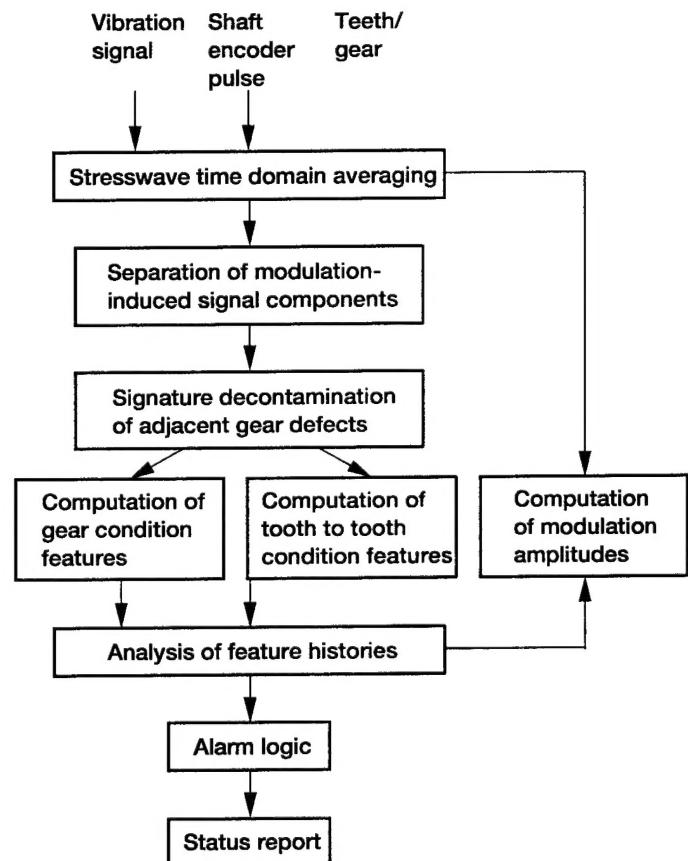 Vibration
signal
Shaft
encoder
pulse
Teeth/
gear
Stresswave time domain averaging
Separation of modulation-
induced signal components
Signature decontamination
of adjacent gear defects
Computation of
gear condition
features
Computation of
tooth to tooth
condition features
Computation
of modulation
amplitudes
Analysis of feature histories
Alarm logic
Status report